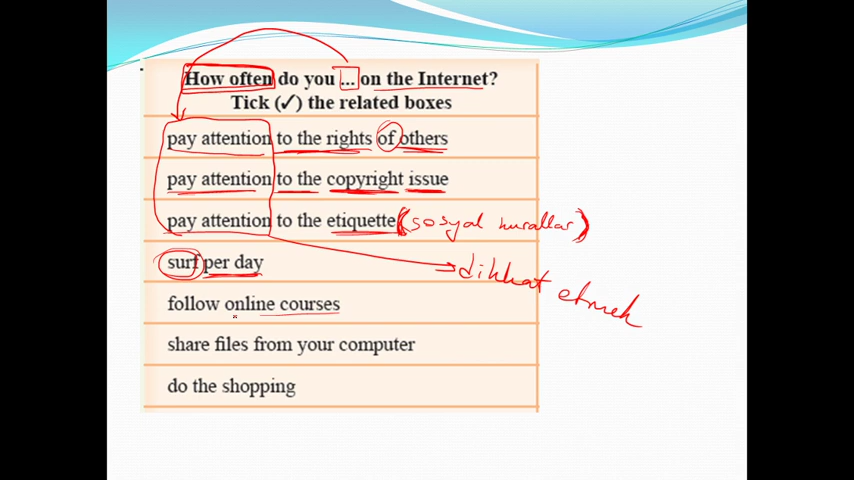 How often do you ... on the Internet?
Tick (✓) the related boxes
pay attention to the rights of others
pay attention to the copyright issue
pay attention to the etiquette (sosyal kurallar)
surf per day
dikkat etmek
follow online courses
share files from your computer
do the shopping